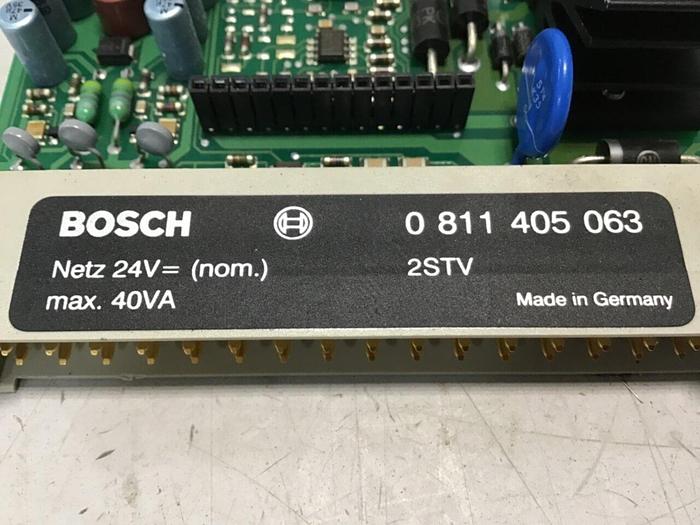 BOSCH 0 811 405 063
Netz 24V= (nom.) 2STV
max. 40VA Made in Germany